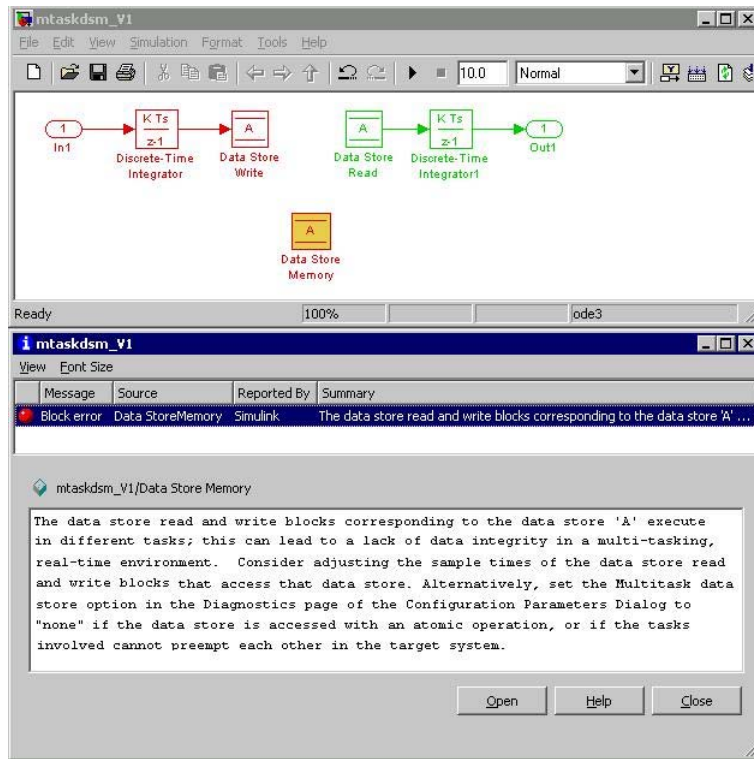 mtaskdsm_V1
File Edit View Simulation Format Tools Help
10.0 Normal
1
In1
K Ts
z-1
Discrete-Time
Integrator
A
Data Store
Write
A
Data Store
Read
K Ts
z-1
Discrete-Time
Integrator1
1
Out1
A
Data Store
Memory
Ready 100% ode3
mtaskdsm_V1
View Font Size
Message Source Reported By Summary
Block error Data StoreMemory Simulink The data store read and write blocks corresponding to the data store 'A' ...
mtaskdsm_V1/Data Store Memory
The data store read and write blocks corresponding to the data store 'A' execute
in different tasks; this can lead to a lack of data integrity in a multi-tasking,
real-time environment. Consider adjusting the sample times of the data store read
and write blocks that access that data store. Alternatively, set the Multitask data
store option in the Diagnostics page of the Configuration Parameters Dialog to
"none" if the data store is accessed with an atomic operation, or if the tasks
involved cannot preempt each other in the target system.
Open Help Close